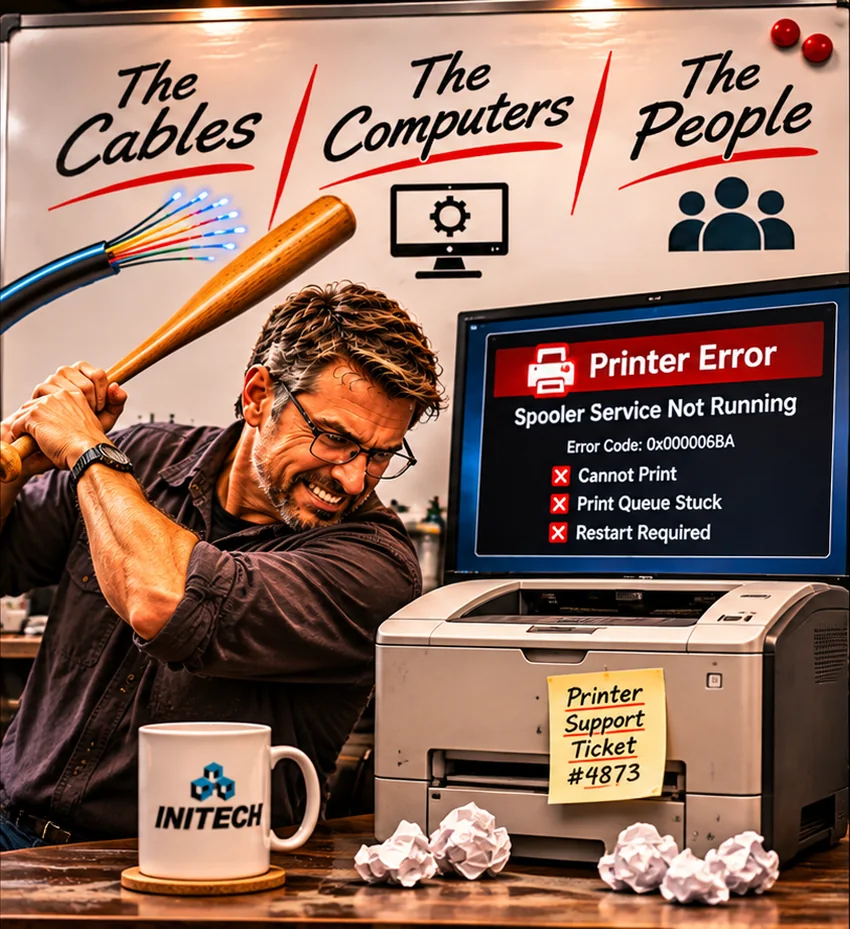 The
Cables
The
Computers
The
People
Printer Error
Spooler Service Not Running
Error Code: 0x000006BA
Cannot Print
Print Queue Stuck
Restart Required
Printer
Support
Ticket
#4873
INITECH